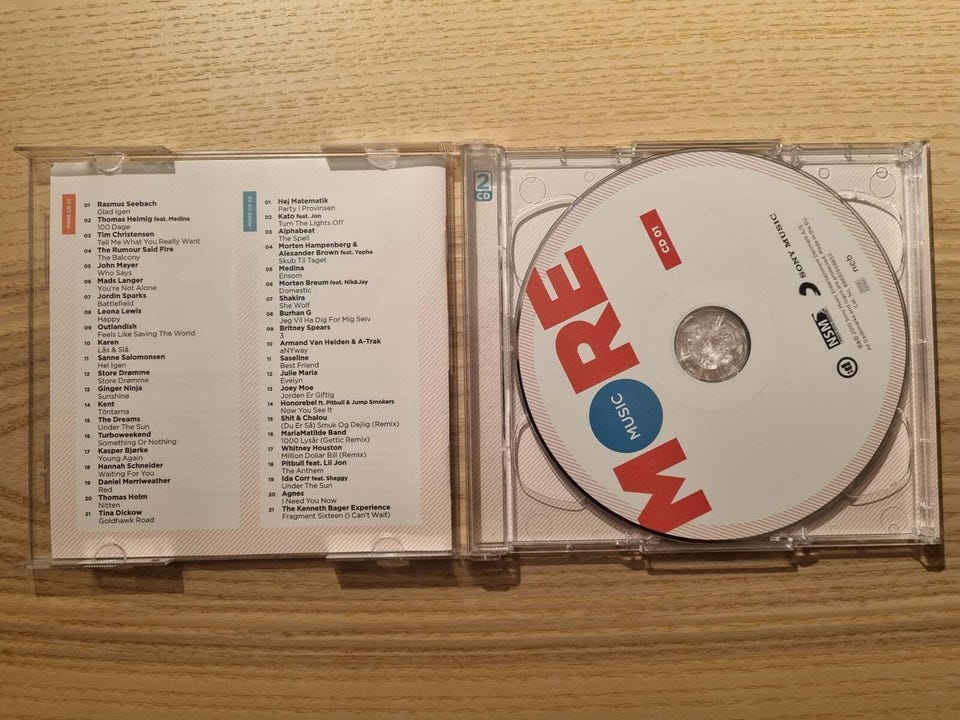 MORE CD 01
01 Rasmus Seebach
Glad Igen
02 Thomas Helmig feat. Medina
100 Dage
03 Tim Christensen
Tell Me What You Really Want
04 The Rumour Said Fire
The Balcony
05 John Mayer
Who Says
06 Mads Langer
You're Not Alone
07 Jordin Sparks
Battlefield
08 Leona Lewis
Happy
09 Outlandish
Feels Like Saving The World
10 Karen
Lås & Slå
11 Sanne Salomonsen
Hel Igen
12 Store Drømme
Store Drømme
13 Ginger Ninja
Sunshine
14 Kent
Töntarna
15 The Dreams
Under The Sun
16 Turboweekend
Something Or Nothing
17 Kasper Bjørke
Young Again
18 Hannah Schneider
Waiting For You
19 Daniel Merriweather
Red
20 Thomas Holm
Nitten
21 Tina Dickow
Goldhawk Road
MORE CD 02
01 Hej Matematik
Party I Provinsen
02 Kato feat. Jon
Turn The Lights Off
03 Alphabeat
The Spell
04 Morten Hampenberg &
Alexander Brown feat. Yepha
Skub Til Taget
05 Medina
Ensom
06 Morten Breum feat. Nik&Jay
Domestic
07 Shakira
She Wolf
08 Burhan G
Jeg Vil Ha Dig For Mig Selv
09 Britney Spears
3
10 Armand Van Helden & A-Trak
aNYway
11 Saseline
Best Friend
12 Julie Maria
Evelyn
13 Joey Moe
Jorden Er Giftig
14 Honorebel ft. Pitbull & Jump Smokers
Now You See It
15 Shit & Chalou
(Du Er Så) Smuk Og Dejlig (Remix)
16 MariaMatilde Band
1000 Lysår (Gettic Remix)
17 Whitney Houston
Million Dollar Bill (Remix)
18 Pitbull feat. Lil Jon
The Anthem
19 Ida Corr feat. Shaggy
Under The Sun
20 Agnes
I Need You Now
21 The Kenneth Bager Experience
Fragment Sixteen (I Can't Wait)
2
CD
MORE
MUSIC
CD 01
SONY MUSIC
ncb
NSM
:d